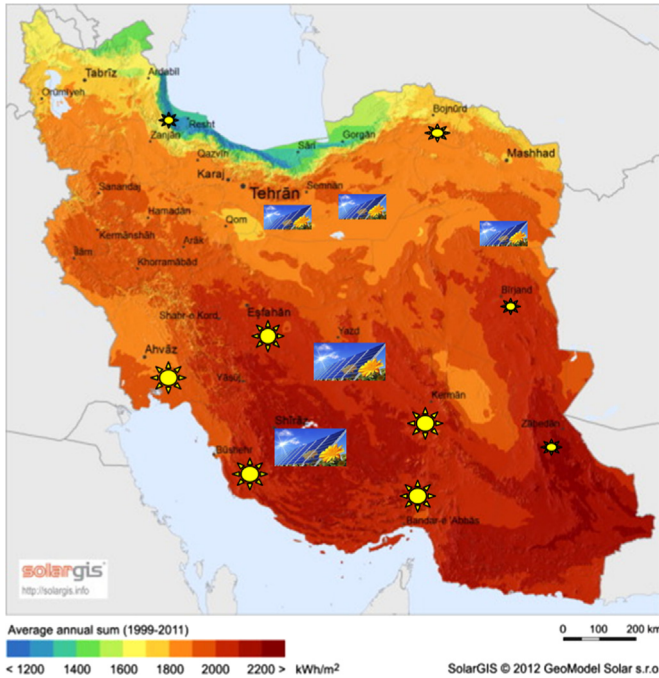 Tabrīz
Ardabīl
Orūmīyeh
Resht
Zanjān
Qazvīn
Karaj
Tehrān
Sāri
Gorgān
Bojnūrd
Mashhad
Semnān
Sanandaj
Hamadān
Qom
Kermānshāh
Arāk
Īlām
Khorramābād
Bīrjand
Shahr-e Kord
Eşfahān
Yazd
Ahvāz
Yāsūj
Kermān
Shīrāz
Zāhedān
Būshehr
Bandar-e 'Abbās
solargis
http://solargis.info
Average annual sum (1999-2011)
0 100 200 km
< 1200 1400 1600 1800 2000 2200 > kWh/m²
SolarGIS © 2012 GeoModel Solar s.r.o